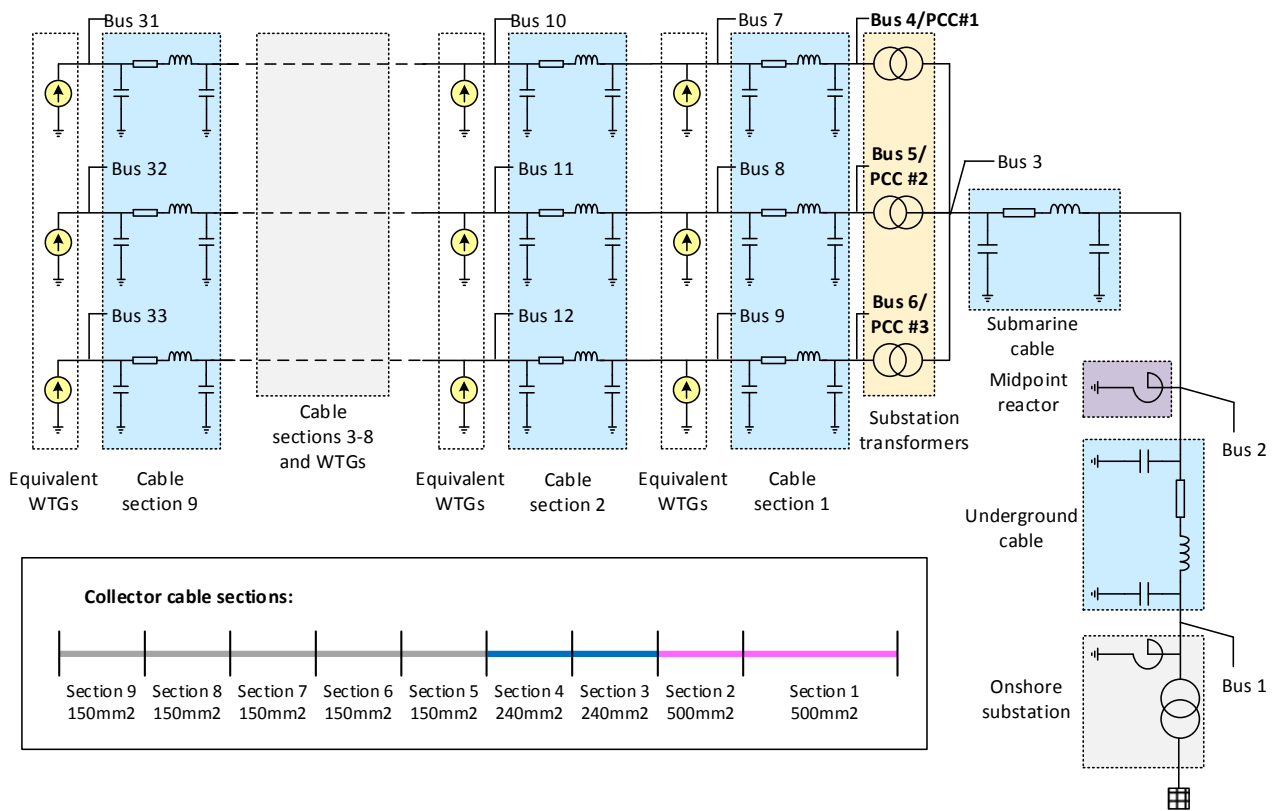 Bus 31
Bus 10
Bus 7
Bus 4/PCC#1
Bus 32
Bus 11
Bus 8
Bus 5/
PCC #2
Bus 3
Bus 33
Bus 12
Bus 9
Bus 6/
PCC #3
Submarine
cable
Midpoint
reactor
Bus 2
Equivalent
WTGs
Cable
section 9
Cable
sections 3-8
and WTGs
Equivalent
WTGs
Cable
section 2
Equivalent
WTGs
Cable
section 1
Substation
transformers
Underground
cable
Bus 1
Onshore
substation
Collector cable sections:
Section 9
150mm2
Section 8
150mm2
Section 7
150mm2
Section 6
150mm2
Section 5
150mm2
Section 4
240mm2
Section 3
240mm2
Section 2
500mm2
Section 1
500mm2